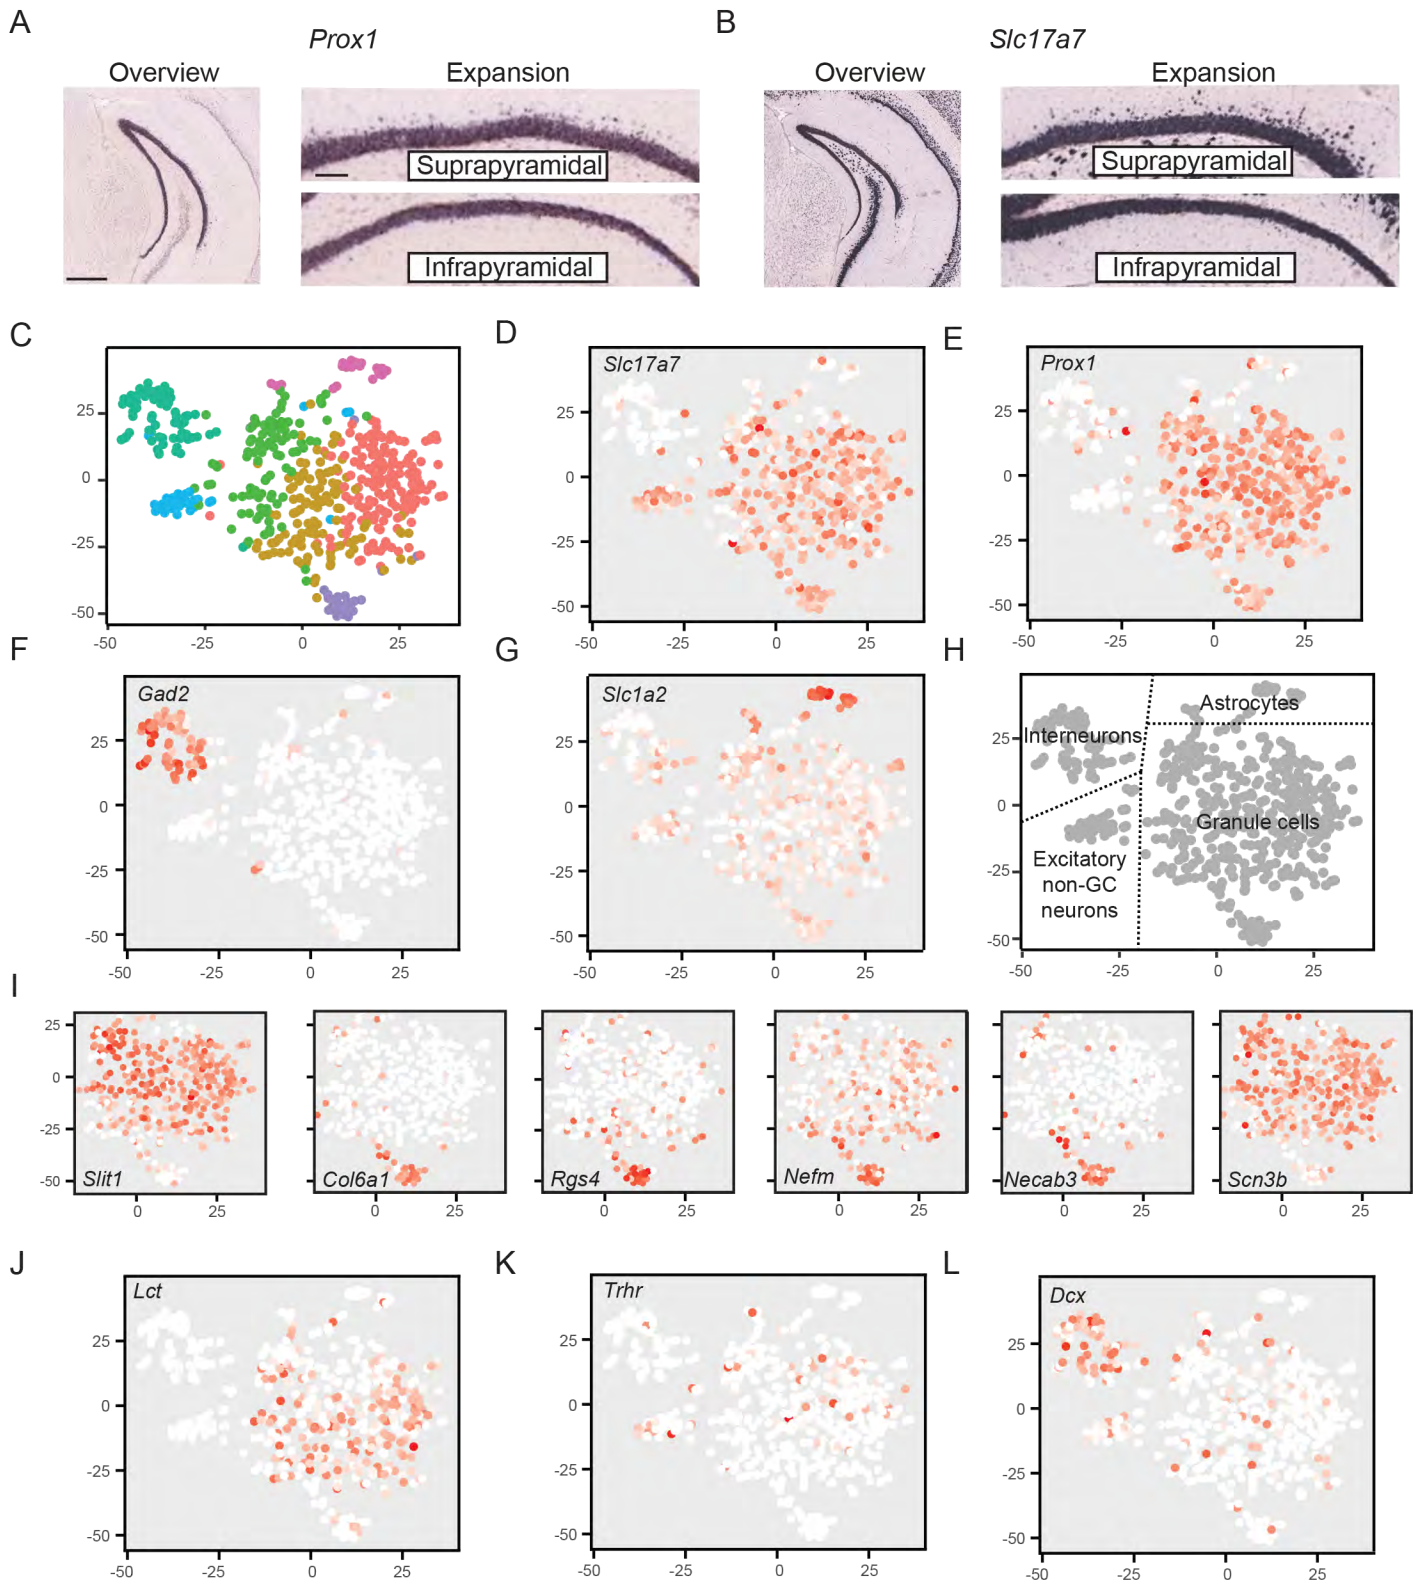 A
Prox1
B
Slc17a7
Overview
Expansion
Overview
Expansion
Suprapyramidal
Suprapyramidal
Infrapyramidal
Infrapyramidal
C
D
E
Slc17a7
Prox1
25
0
-25
-50
-50
-25
0
25
25
0
-25
-50
-50
-25
0
25
25
0
-25
-50
-50
-25
0
25
F
G
H
Gad2
Slc1a2
Astrocytes
Interneurons
Granule cells
Excitatory
non-GC
neurons
25
0
-25
-50
-50
-25
0
25
25
0
-25
-50
-50
-25
0
25
25
0
-25
-50
-50
-25
0
25
I
25
0
-25
-50
Slit1
Col6a1
Rgs4
Nefm
Necab3
Scn3b
0
25
0
25
0
25
0
25
0
25
0
25
J
K
L
Lct
Trhr
Dcx
25
0
-25
-50
-50
-25
0
25
25
0
-25
-50
-50
-25
0
25
25
0
-25
-50
-50
-25
0
25